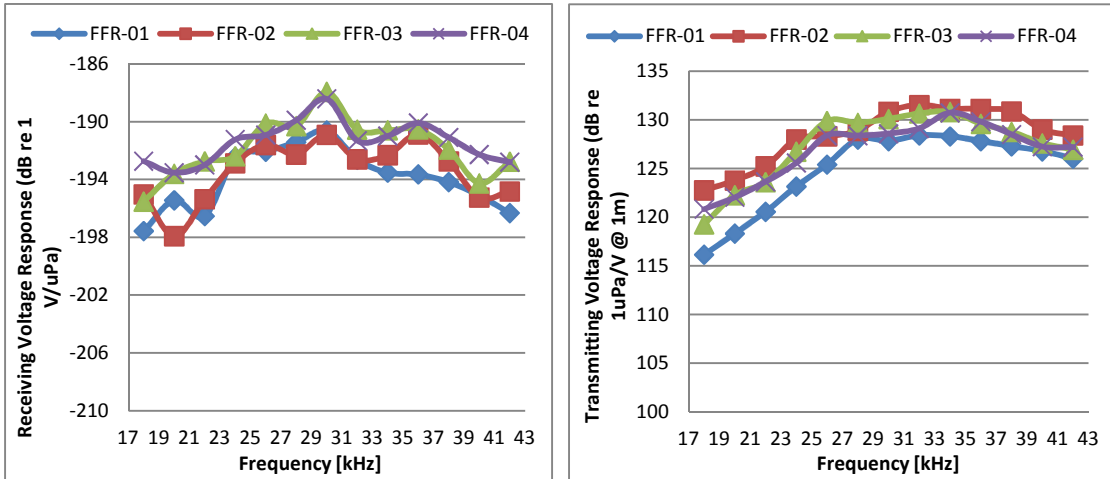 FFR-01 FFR-02 FFR-03 FFR-04
Receiving Voltage Response (dB re 1
V/uPa)
-186
-190
-194
-198
-202
-206
-210
17 19 21 23 25 27 29 31 33 35 37 39 41 43
Frequency [kHz]
FFR-01 FFR-02 FFR-03 FFR-04
Transmitting Voltage Response (dB re
1uPa/V @ 1m)
135
130
125
120
115
110
105
100
17 19 21 23 25 27 29 31 33 35 37 39 41 43
Frequency [kHz]